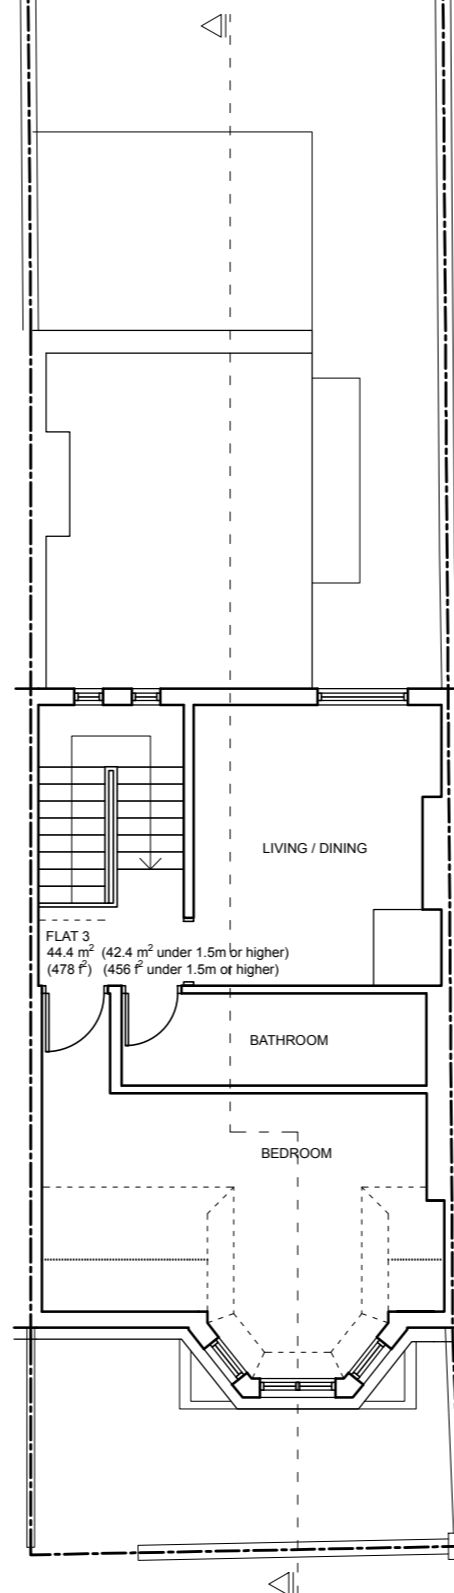 LIVING / DINING
FLAT 3
44.4 m² (42.4 m² under 1.5m or higher)
(478 f²) (456 f² under 1.5m or higher)
BATHROOM
BEDROOM